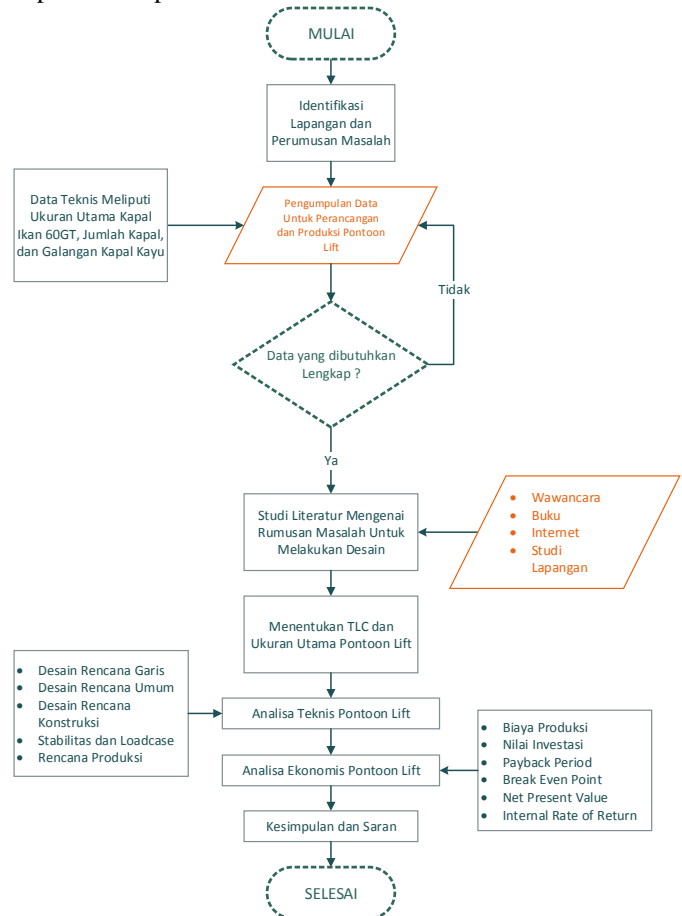 MULAI
Identifikasi
Lapangan dan
Perumusan Masalah
Data Teknis Meliputi
Ukuran Utama Kapal
Ikan 60GT, Jumlah Kapal,
dan Galangan Kapal Kayu
Pengumpulan Data
Untuk Perancangan
dan Produksi Pontoon
Lift
Tidak
Data yang dibutuhkan
Lengkap ?
Ya
Studi Literatur Mengenai
Rumusan Masalah Untuk
Melakukan Desain
• Wawancara
• Buku
• Internet
• Studi
Lapangan
Menentukan TLC dan
Ukuran Utama Pontoon Lift
• Desain Rencana Garis
• Desain Rencana Umum
• Desain Rencana
Konstruksi
• Stabilitas dan Loadcase
• Rencana Produksi
Analisa Teknis Pontoon Lift
Analisa Ekonomis Pontoon Lift
• Biaya Produksi
• Nilai Investasi
• Payback Period
• Break Even Point
• Net Present Value
• Internal Rate of Return
Kesimpulan dan Saran
SELESAI